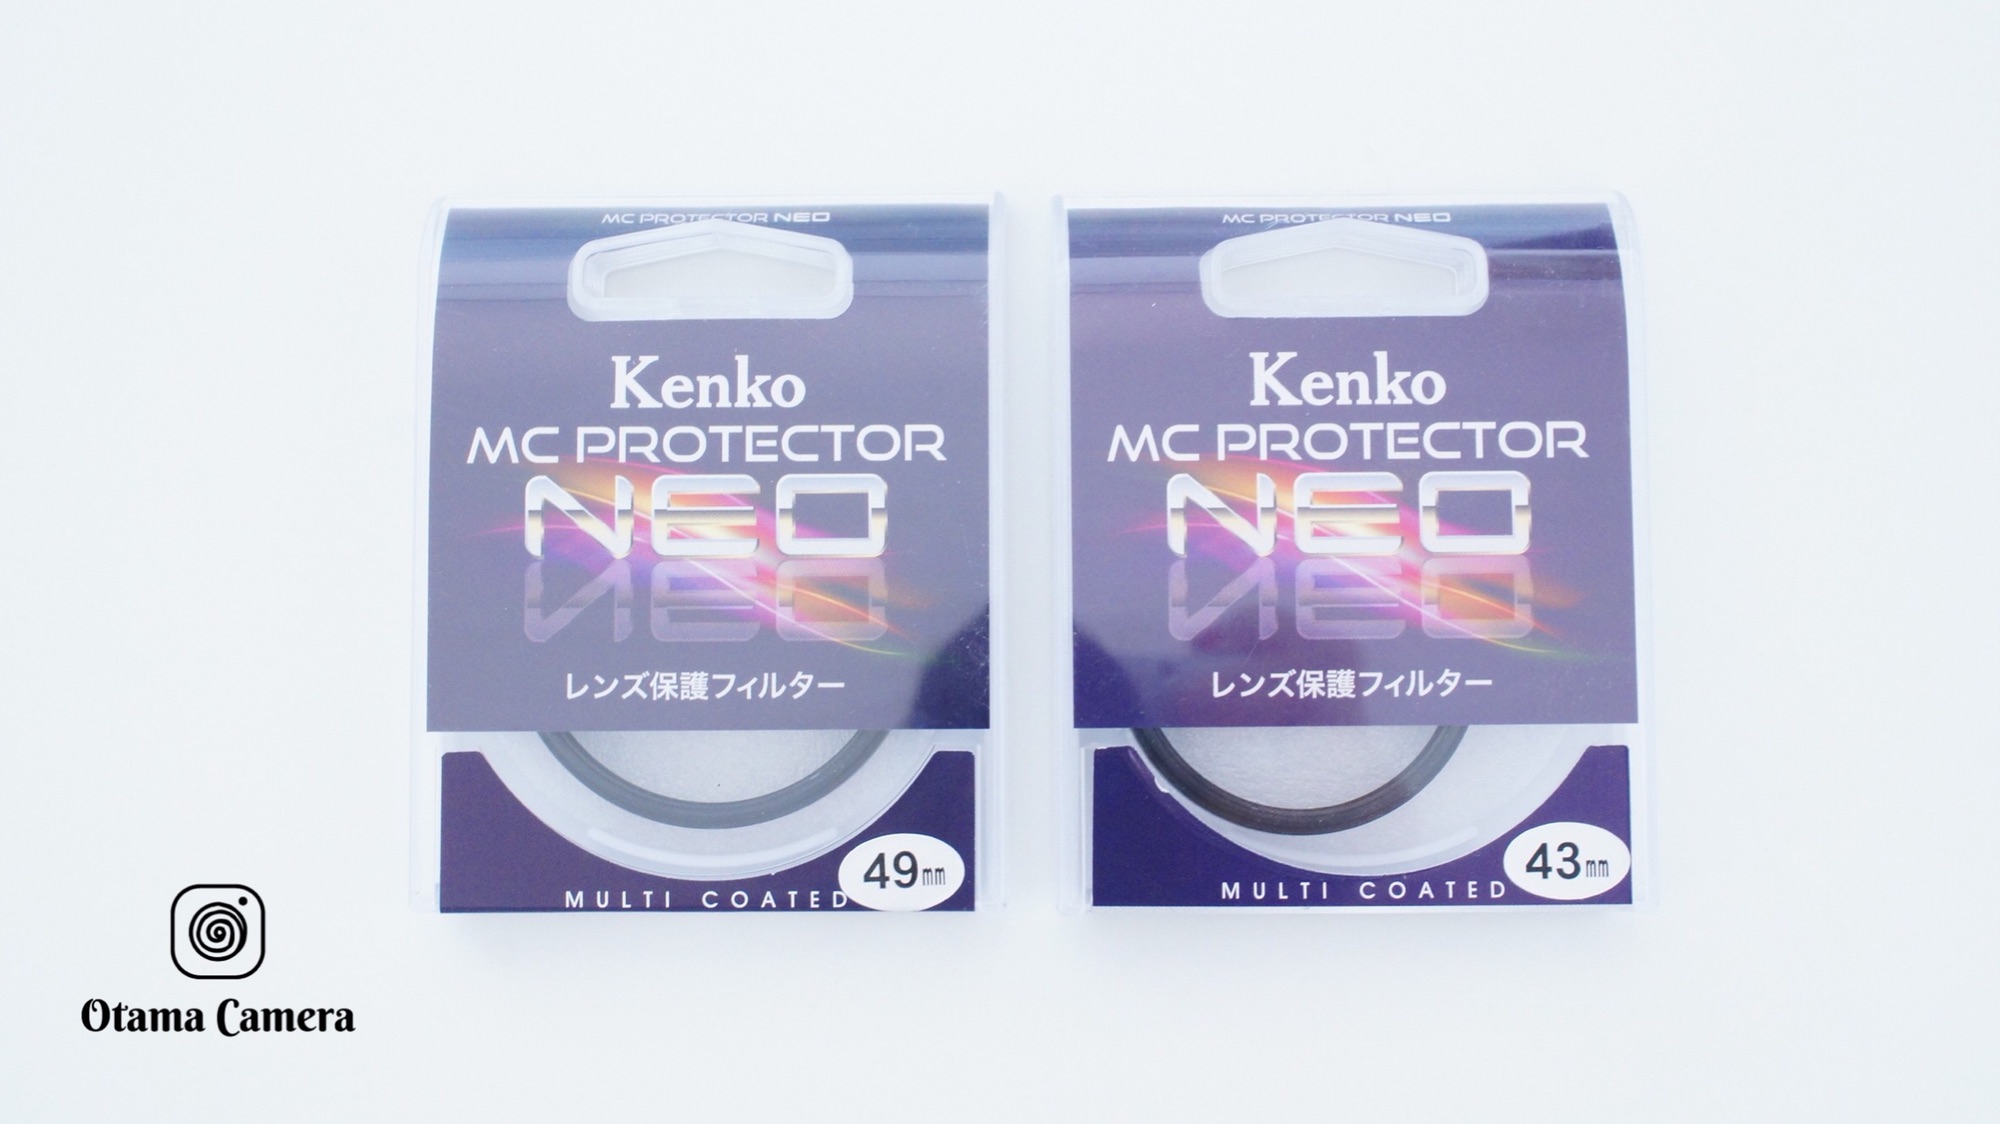 MC PROTECTOR NEO
Kenko
MC PROTECTOR
NEO
レンズ保護フィルター
MULTI COATED
49mm
MC PROTECTOR NEO
Kenko
MC PROTECTOR
NEO
レンズ保護フィルター
MULTI COATED
43mm
Otama Camera